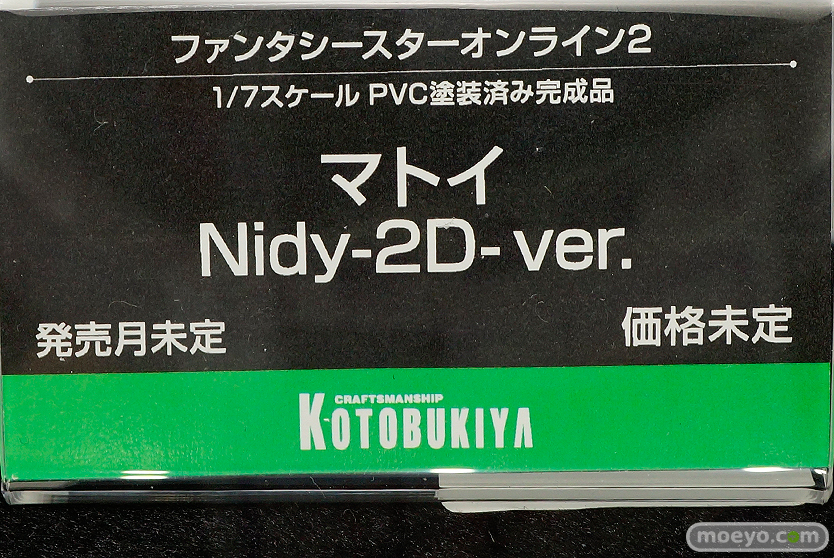 ファンタシースターオンライン2
1/7スケール PVC塗装済み完成品
マトイ
Nidy-2D- ver.
発売月未定
価格未定
CRAFTSMANSHIP
KOTOBUKIYA
moeyo.com